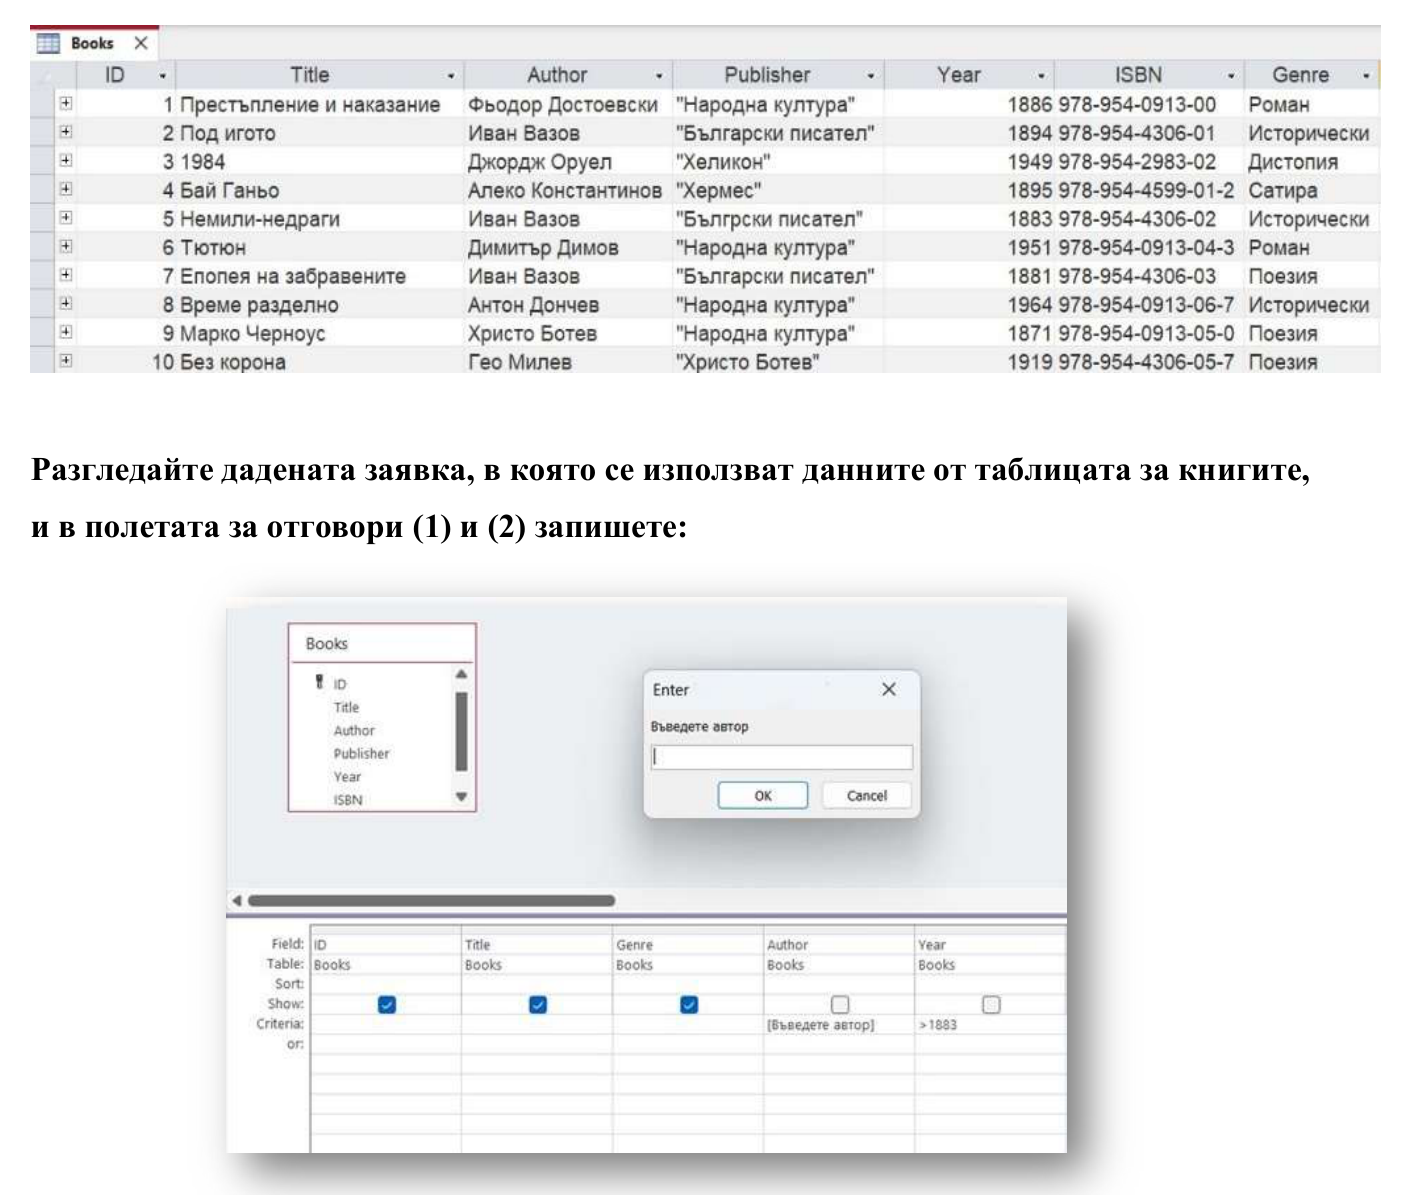 Books
ID Title Author Publisher Year ISBN Genre
1 Престъпление и наказание Фьодор Достоевски "Народна култура" 1886 978-954-0913-00 Роман
2 Под игото Иван Вазов "Български писател" 1894 978-954-4306-01 Исторически
3 1984 Джордж Оруел "Хеликон" 1949 978-954-2983-02 Дистопия
4 Бай Ганьо Алеко Константинов "Хермес" 1895 978-954-4599-01-2 Сатира
5 Немили-недраги Иван Вазов "Бългрски писател" 1883 978-954-4306-02 Исторически
6 Тютюн Димитър Димов "Народна култура" 1951 978-954-0913-04-3 Роман
7 Епопея на забравените Иван Вазов "Български писател" 1881 978-954-4306-03 Поезия
8 Време разделно Антон Дончев "Народна култура" 1964 978-954-0913-06-7 Исторически
9 Марко Черноус Христо Ботев "Народна култура" 1871 978-954-0913-05-0 Поезия
10 Без корона Гео Милев "Христо Ботев" 1919 978-954-4306-05-7 Поезия
Разгледайте дадената заявка, в която се използват данните от таблицата за книгите,
и в полетата за отговори (1) и (2) запишете:
Books
ID
Title
Author
Publisher
Year
ISBN
Enter
Въведете автор
OK Cancel
Field: ID Title Genre Author Year
Table: Books Books Books Books Books
Sort:
Show:
Criteria: [Въведете автор] >1883
or: